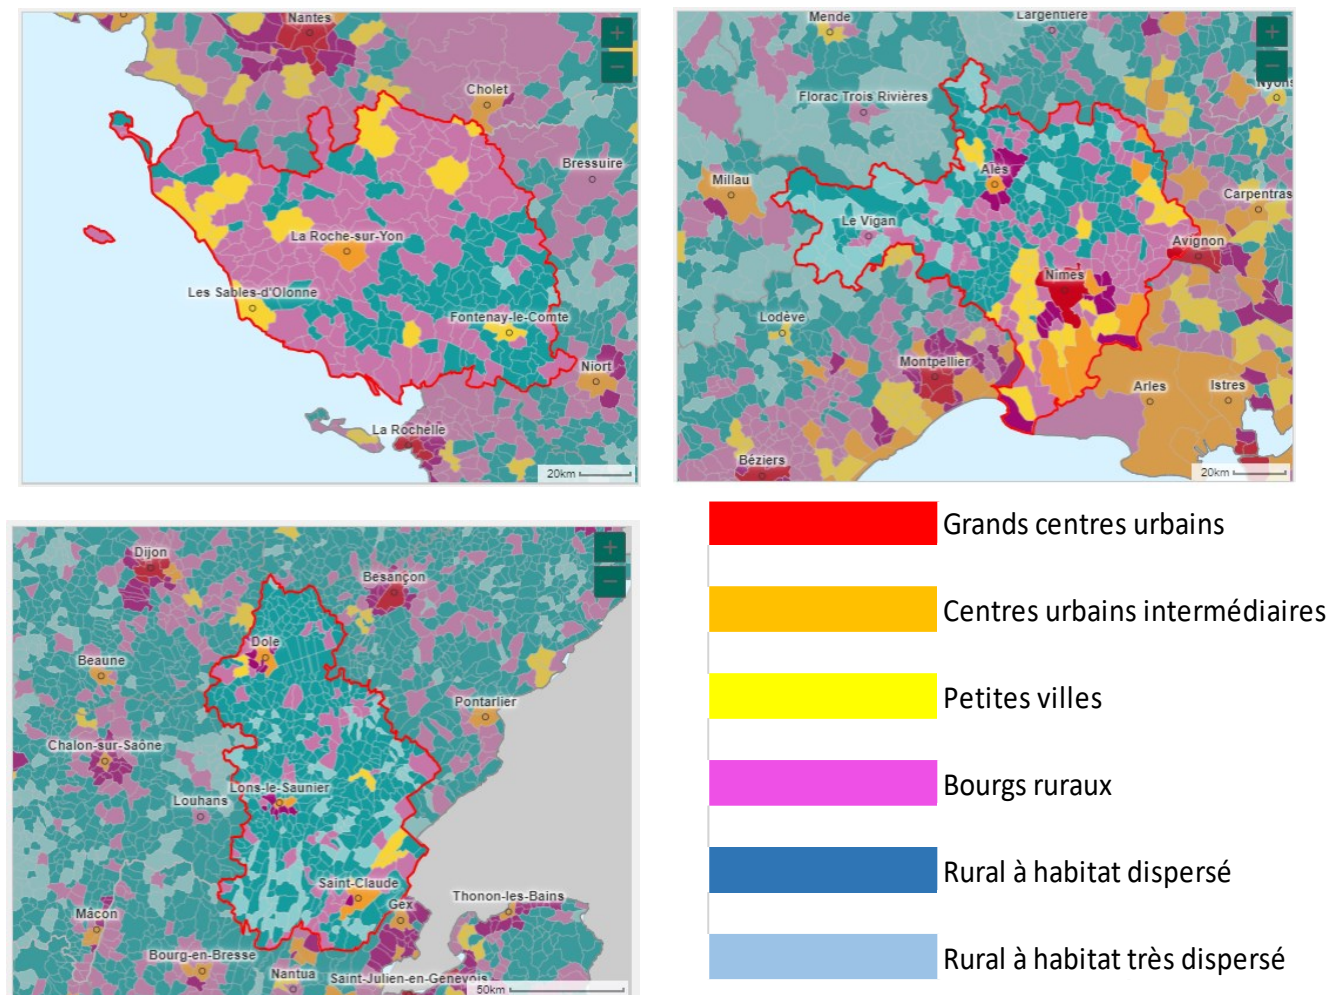 Nantes
+
−
Cholet
Bressuire
La Roche-sur-Yon
Les Sables-d'Olonne
Fontenay-le-Comte
Niort
La Rochelle
20km
Mende
Largentière
+
−
Nyons
Florac Trois Rivières
Alès
Millau
Carpentras
Le Vigan
Avignon
Nîmes
Lodève
Montpellier
Arles
Istres
Béziers
20km
Dijon
+
−
Besançon
Dole
Beaune
Pontarlier
Chalon-sur-Saône
Lons-le-Saunier
Louhans
Saint-Claude
Thonon-les-Bains
Gex
Mâcon
Bourg-en-Bresse
Nantua
Saint-Julien-en-Genevois
50km
Grands centres urbains
Centres urbains intermédiaires
Petites villes
Bourgs ruraux
Rural à habitat dispersé
Rural à habitat très dispersé